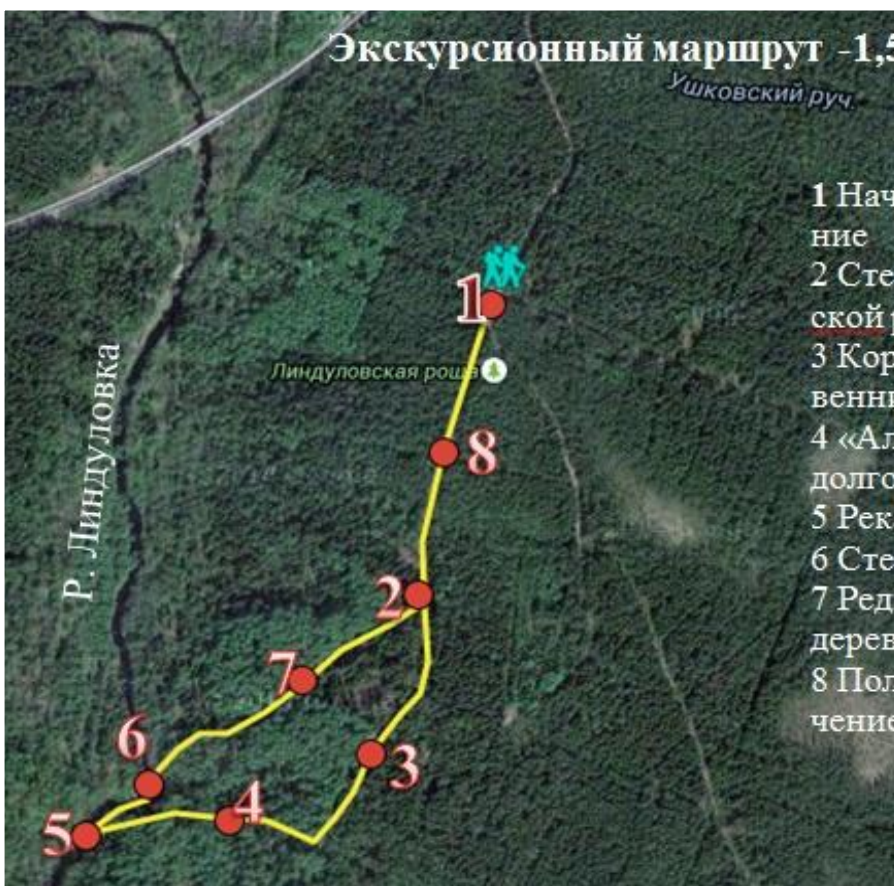 Экскурсионный маршрут -1,5
Ушковский руч.
1 Нач
ние
2 Сте
ской р
3 Кор
венни
4 «Ал
долго
5 Рек
6 Сте
7 Ред
дерев
8 Пол
чение
1
Линдуловская роща
Р. Линдуловка
8
2
7
6
3
4
5